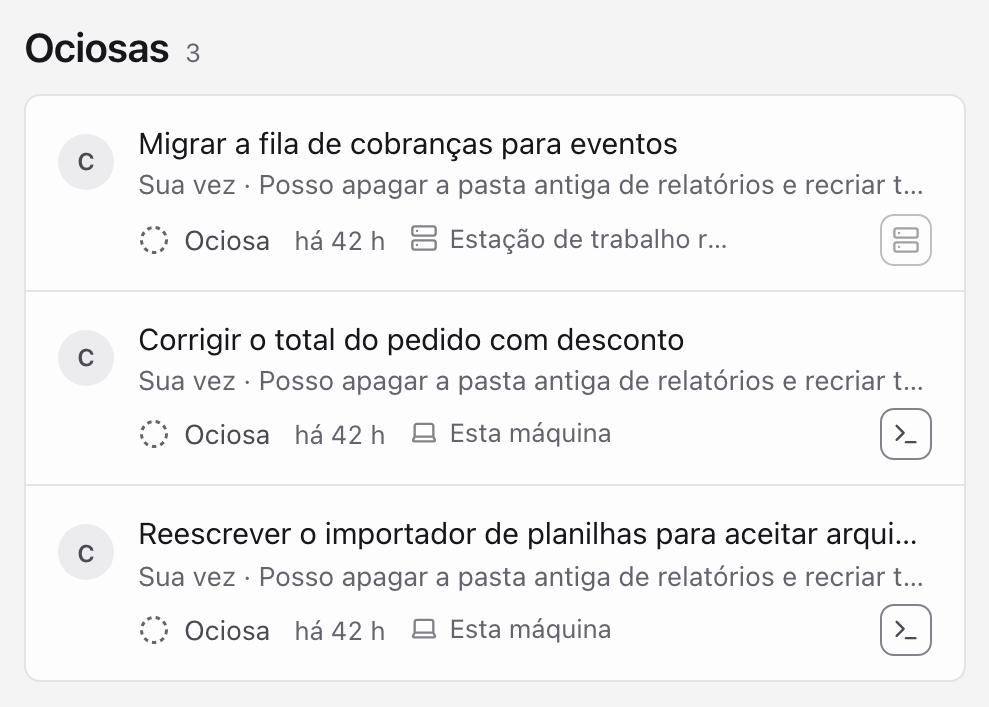 Ociosas 3
C
Migrar a fila de cobranças para eventos
Sua vez · Posso apagar a pasta antiga de relatórios e recriar t...
Ociosa há 42 h Estação de trabalho r...
C
Corrigir o total do pedido com desconto
Sua vez · Posso apagar a pasta antiga de relatórios e recriar t...
Ociosa há 42 h Esta máquina
C
Reescrever o importador de planilhas para aceitar arqui...
Sua vez · Posso apagar a pasta antiga de relatórios e recriar t...
Ociosa há 42 h Esta máquina